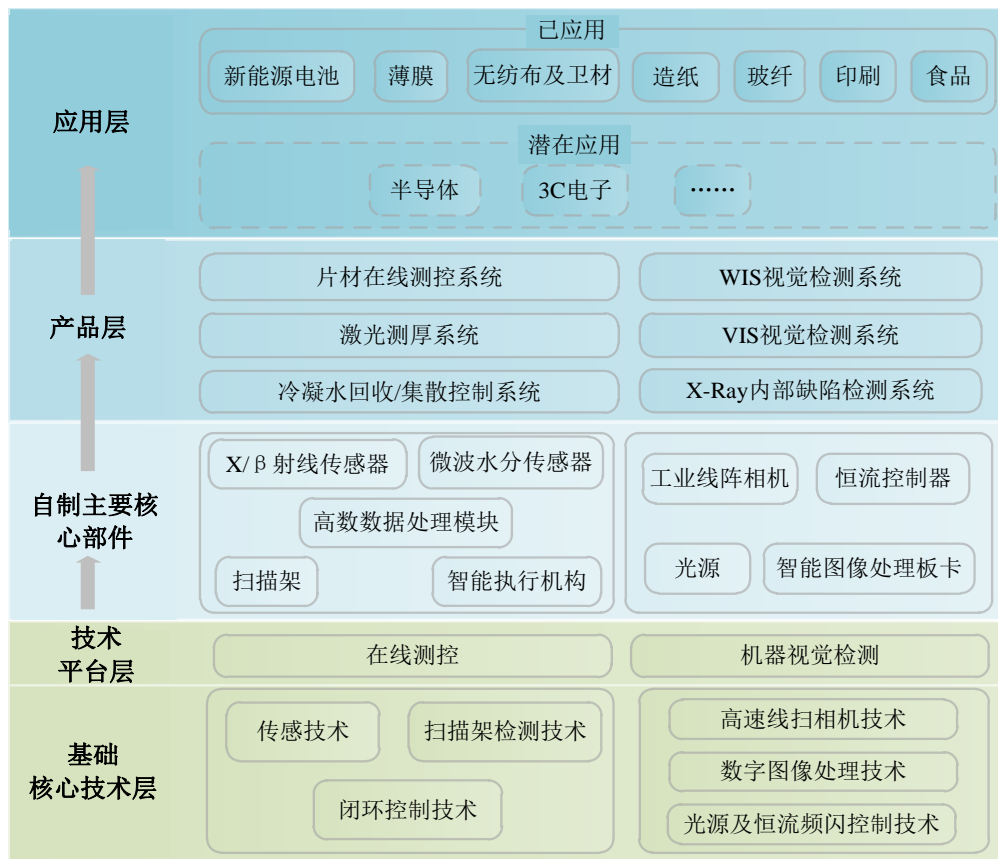 已应用
新能源电池
薄膜
无纺布及卫材
造纸
玻纤
印刷
食品
应用层
潜在应用
半导体
3C电子
……
产品层
片材在线测控系统
WIS视觉检测系统
激光测厚系统
VIS视觉检测系统
冷凝水回收/集散控制系统
X-Ray内部缺陷检测系统
自制主要核
心部件
X/β射线传感器
微波水分传感器
高数数据处理模块
扫描架
智能执行机构
工业线阵相机
恒流控制器
光源
智能图像处理板卡
技术
平台层
在线测控
机器视觉检测
基础
核心技术层
传感技术
扫描架检测技术
闭环控制技术
高速线扫相机技术
数字图像处理技术
光源及恒流频闪控制技术